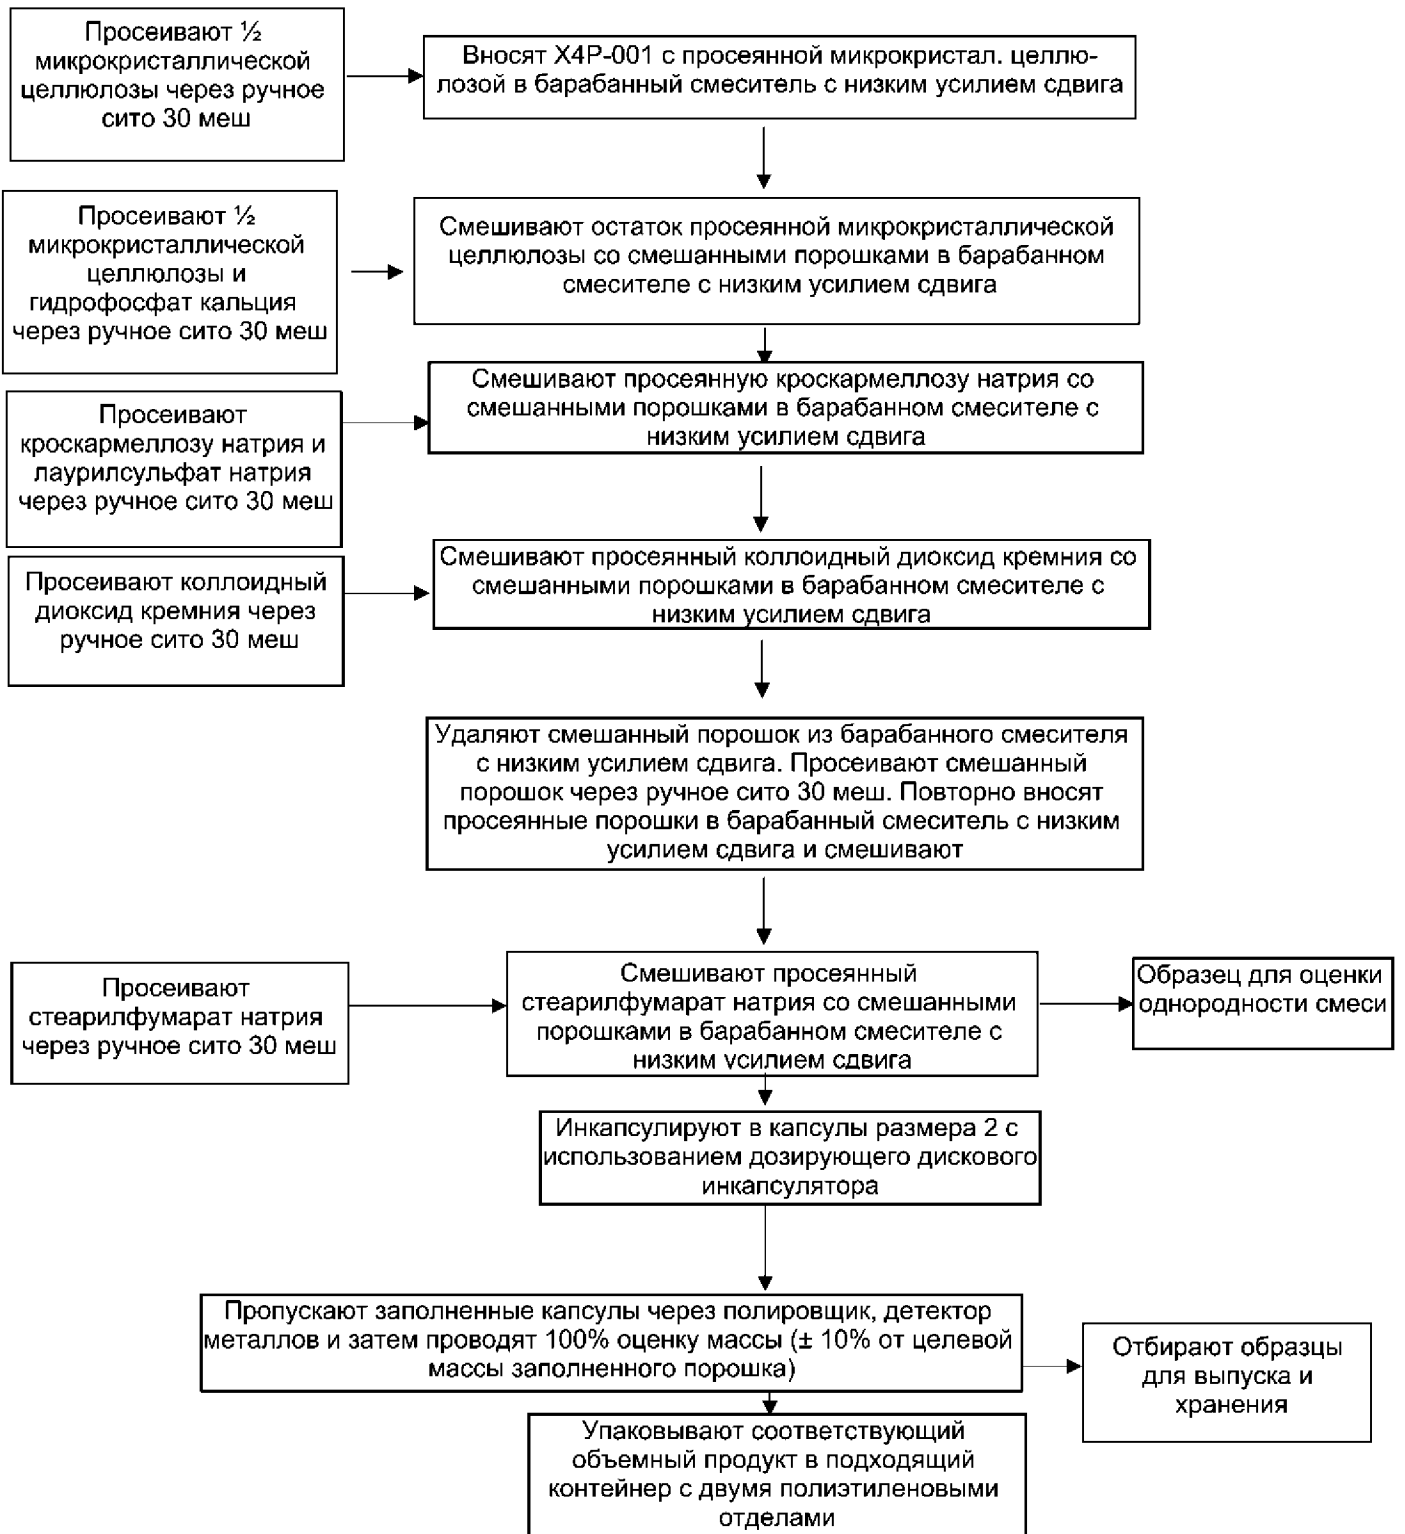 Просеивают ½
микрокристаллической
целлюлозы через ручное
сито 30 меш
Вносят X4P-001 с просеянной микрокристал. целлю-
лозой в барабанный смеситель с низким усилием сдвига
Просеивают ½
микрокристаллической
целлюлозы и
гидрофосфат кальция
через ручное сито 30 меш
Смешивают остаток просеянной микрокристаллической
целлюлозы со смешанными порошками в барабанном
смесителе с низким усилием сдвига
Просеивают
кроскармеллозу натрия и
лаурилсульфат натрия
через ручное сито 30 меш
Смешивают просеянную кроскармеллозу натрия со
смешанными порошками в барабанном смесителе с
низким усилием сдвига
Просеивают коллоидный
диоксид кремния через
ручное сито 30 меш
Смешивают просеянный коллоидный диоксид кремния со
смешанными порошками в барабанном смесителе с
низким усилием сдвига
Удаляют смешанный порошок из барабанного смесителя
с низким усилием сдвига. Просеивают смешанный
порошок через ручное сито 30 меш. Повторно вносят
просеянные порошки в барабанный смеситель с низким
усилием сдвига и смешивают
Просеивают
стеарилфумарат натрия
через ручное сито 30 меш
Смешивают просеянный
стеарилфумарат натрия со смешанными
порошками в барабанном смесителе с
низким усилием сдвига
Образец для оценки
однородности смеси
Инкапсулируют в капсулы размера 2 с
использованием дозирующего дискового
инкапсулятора
Пропускают заполненные капсулы через полировщик, детектор
металлов и затем проводят 100% оценку массы (± 10% от целевой
массы заполненного порошка)
Отбирают образцы
для выпуска и
хранения
Упаковывают соответствующий
объемный продукт в подходящий
контейнер с двумя полиэтиленовыми
отделами